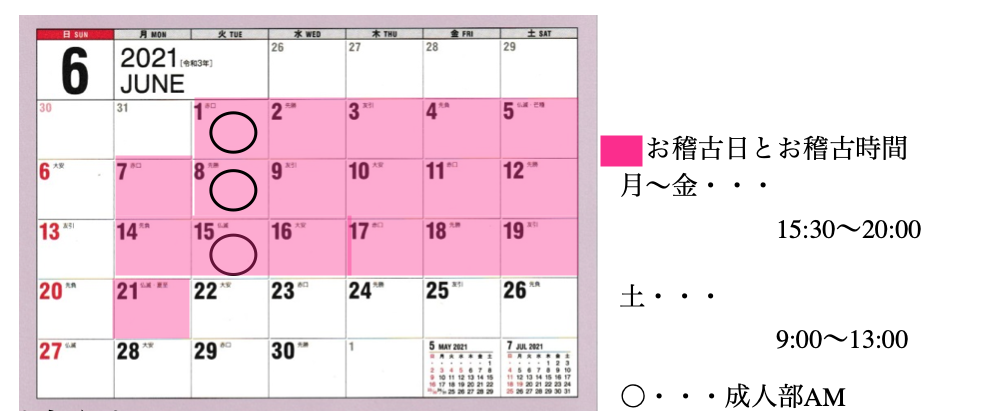 日 SUN 月 MON 火 TUE 水 WED 木 THU 金 FRI 土 SAT
6 2021 [令和3年] 26 27 28 29
JUNE
30 31 1 赤口 2 先勝 3 友引 4 先負 5 仏滅・芒種
6 大安 7 赤口 8 先勝 9 友引 10 大安 11 赤口 12 先勝
13 友引 14 先負 15 仏滅 16 大安 17 赤口 18 先勝 19 友引
20 先負 21 仏滅・夏至 22 大安 23 赤口 24 先勝 25 友引 26 先負
27 仏滅 28 大安 29 赤口 30 先勝 1
5 MAY 2021 7 JUL 2021
お稽古日とお稽古時間
月〜金・・・
15:30〜20:00
土・・・
9:00〜13:00
○・・・成人部AM